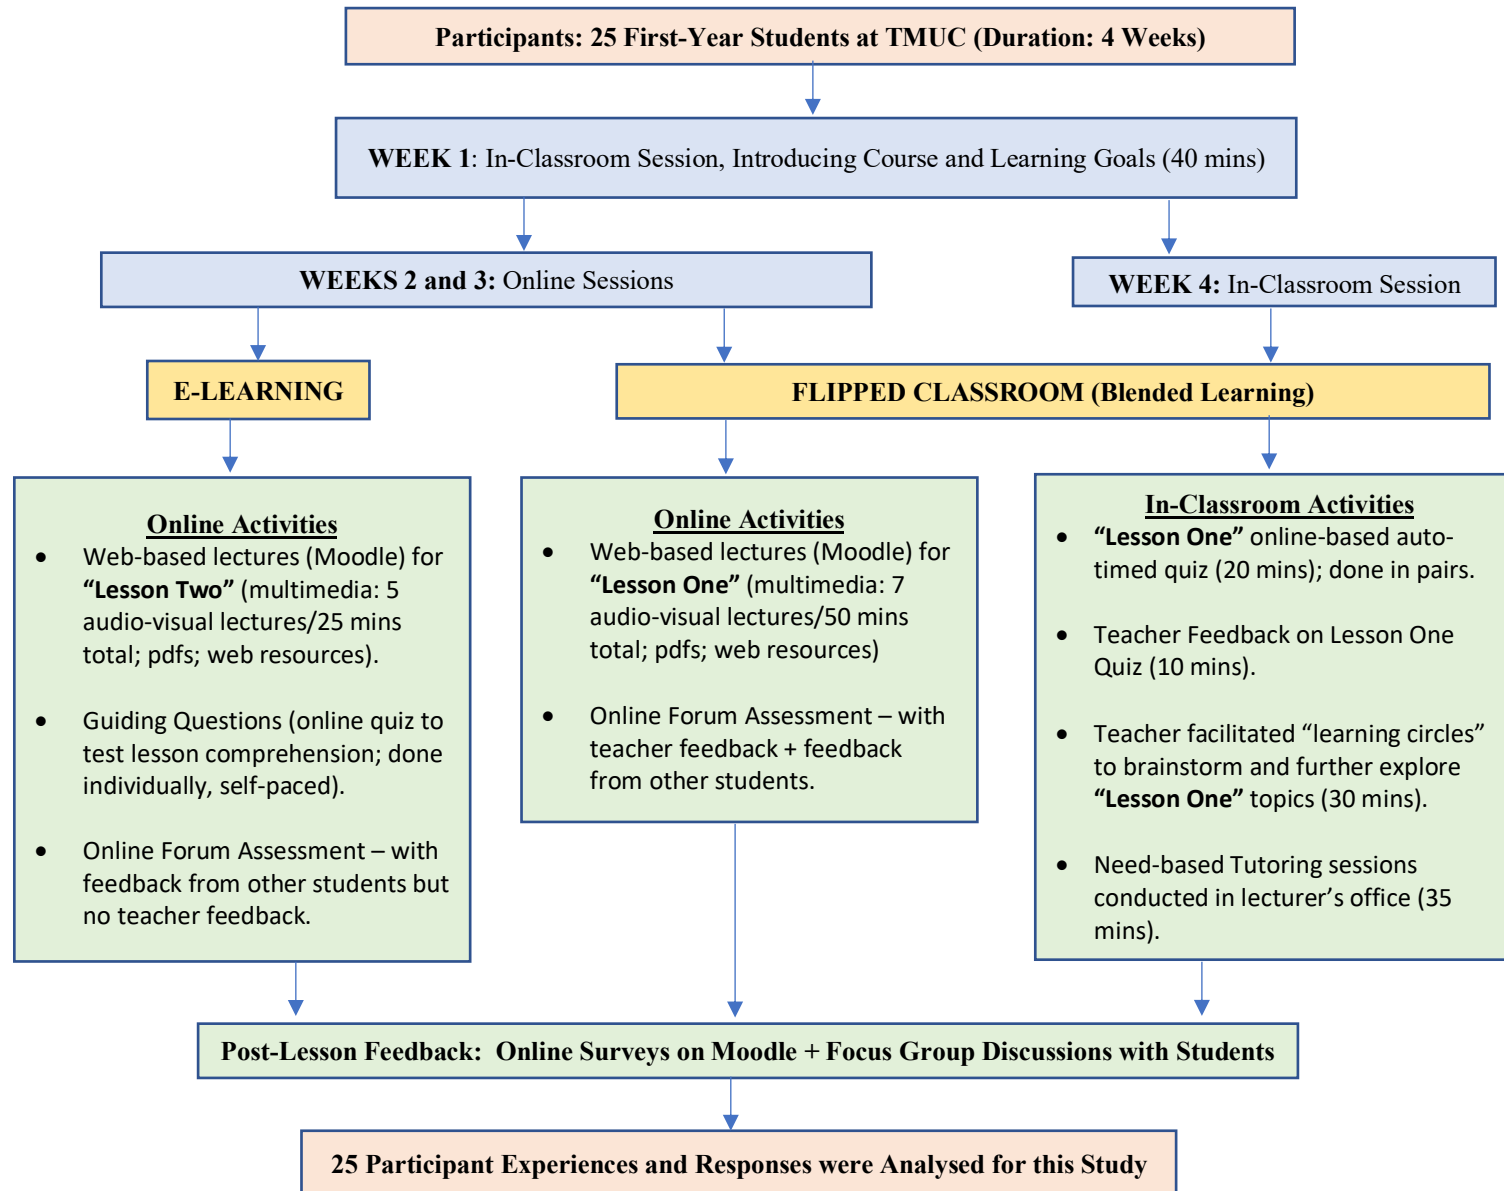 Participants: 25 First-Year Students at TMUC (Duration: 4 Weeks)
WEEK 1: In-Classroom Session, Introducing Course and Learning Goals (40 mins)
WEEKS 2 and 3: Online Sessions
WEEK 4: In-Classroom Session
E-LEARNING
FLIPPED CLASSROOM (Blended Learning)
Online Activities
• Web-based lectures (Moodle) for
“Lesson Two” (multimedia: 5
audio-visual lectures/25 mins
total; pdfs; web resources).
• Guiding Questions (online quiz to
test lesson comprehension; done
individually, self-paced).
• Online Forum Assessment – with
feedback from other students but
no teacher feedback.
Online Activities
• Web-based lectures (Moodle) for
“Lesson One” (multimedia: 7
audio-visual lectures/50 mins
total; pdfs; web resources)
• Online Forum Assessment – with
teacher feedback + feedback
from other students.
In-Classroom Activities
• “Lesson One” online-based auto-
timed quiz (20 mins); done in pairs.
• Teacher Feedback on Lesson One
Quiz (10 mins).
• Teacher facilitated “learning circles”
to brainstorm and further explore
“Lesson One” topics (30 mins).
• Need-based Tutoring sessions
conducted in lecturer’s office (35
mins).
Post-Lesson Feedback: Online Surveys on Moodle + Focus Group Discussions with Students
25 Participant Experiences and Responses were Analysed for this Study